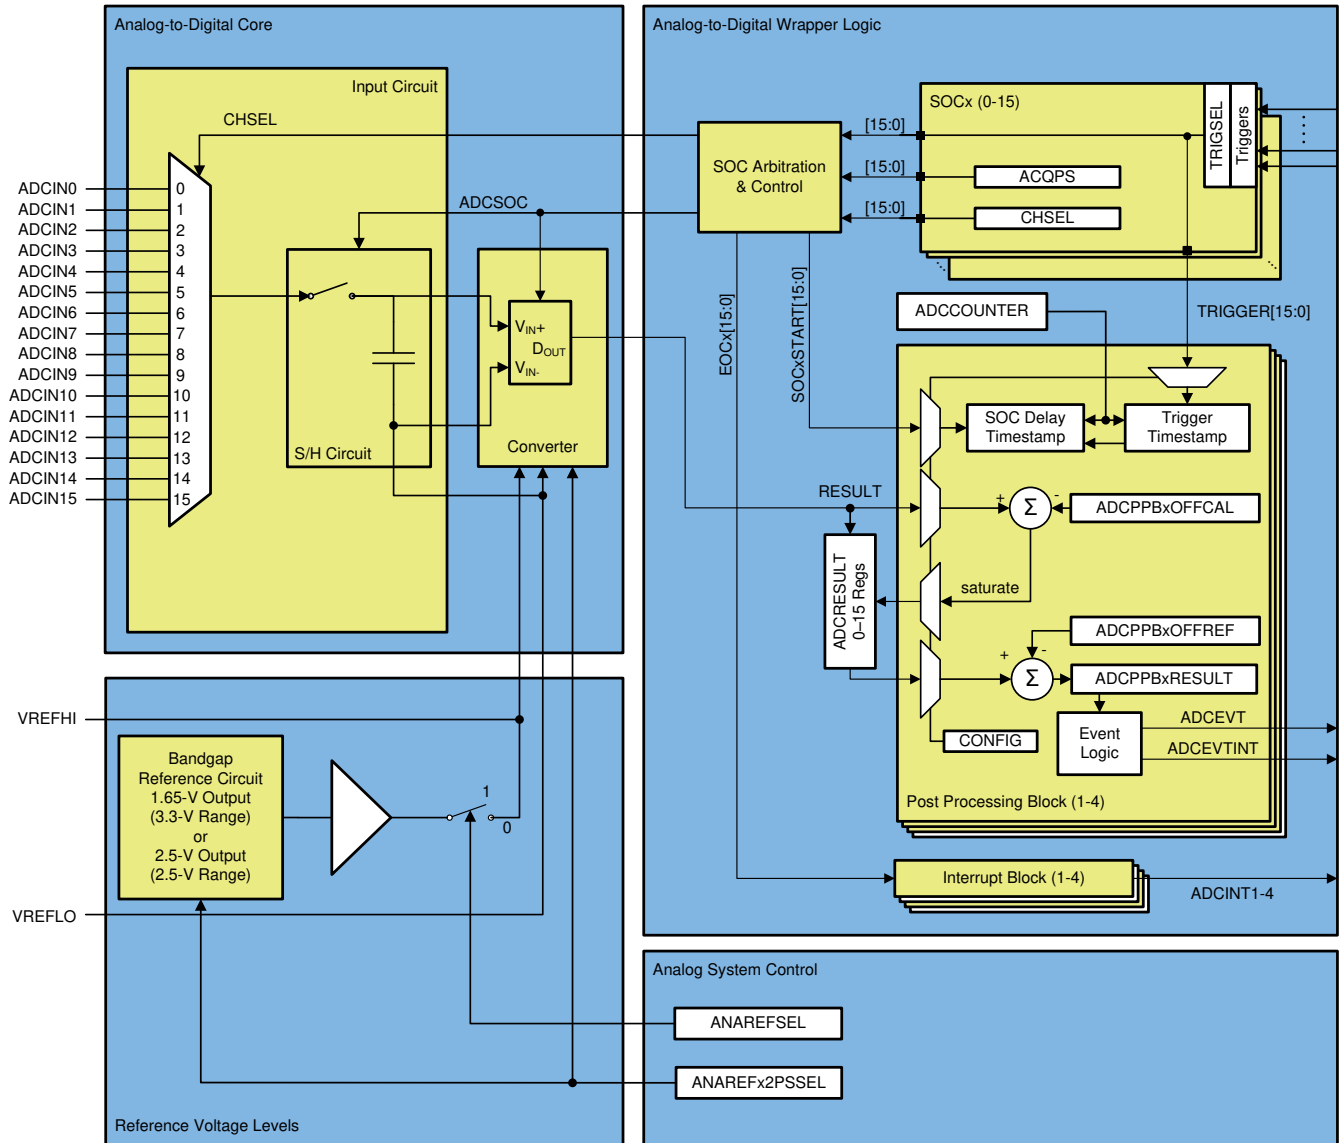 Analog-to-Digital Core
Input Circuit
CHSEL
ADCIN0
0
ADCIN1
1
ADCIN2
2
ADCIN3
3
ADCIN4
4
ADCIN5
5
ADCIN6
6
ADCIN7
7
ADCIN8
8
ADCIN9
9
ADCIN10
10
ADCIN11
11
ADCIN12
12
ADCIN13
13
ADCIN14
14
ADCIN15
15
ADCSOC
S/H Circuit
VIN+
DOUT
VIN-
Converter
Analog-to-Digital Wrapper Logic
SOCx (0-15)
TRIGSEL
Triggers
[15:0]
[15:0]
[15:0]
ACQPS
CHSEL
SOC Arbitration
& Control
EOCx[15:0]
SOCxSTART[15:0]
ADCCOUNTER
TRIGGER[15:0]
SOC Delay
Timestamp
Trigger
Timestamp
RESULT
+
Σ
-
ADCPPBxOFFCAL
ADCRESULT
0–15 Regs
saturate
ADCPPBxOFFREF
+
-
Σ
ADCPPBxRESULT
CONFIG
Event
Logic
ADCEVT
ADCEVTINT
Post Processing Block (1-4)
Interrupt Block (1-4)
ADCINT1-4
VREFHI
Bandgap
Reference Circuit
1.65-V Output
(3.3-V Range)
or
2.5-V Output
(2.5-V Range)
1
0
VREFLO
Reference Voltage Levels
Analog System Control
ANAREFSEL
ANAREFx2PSSEL